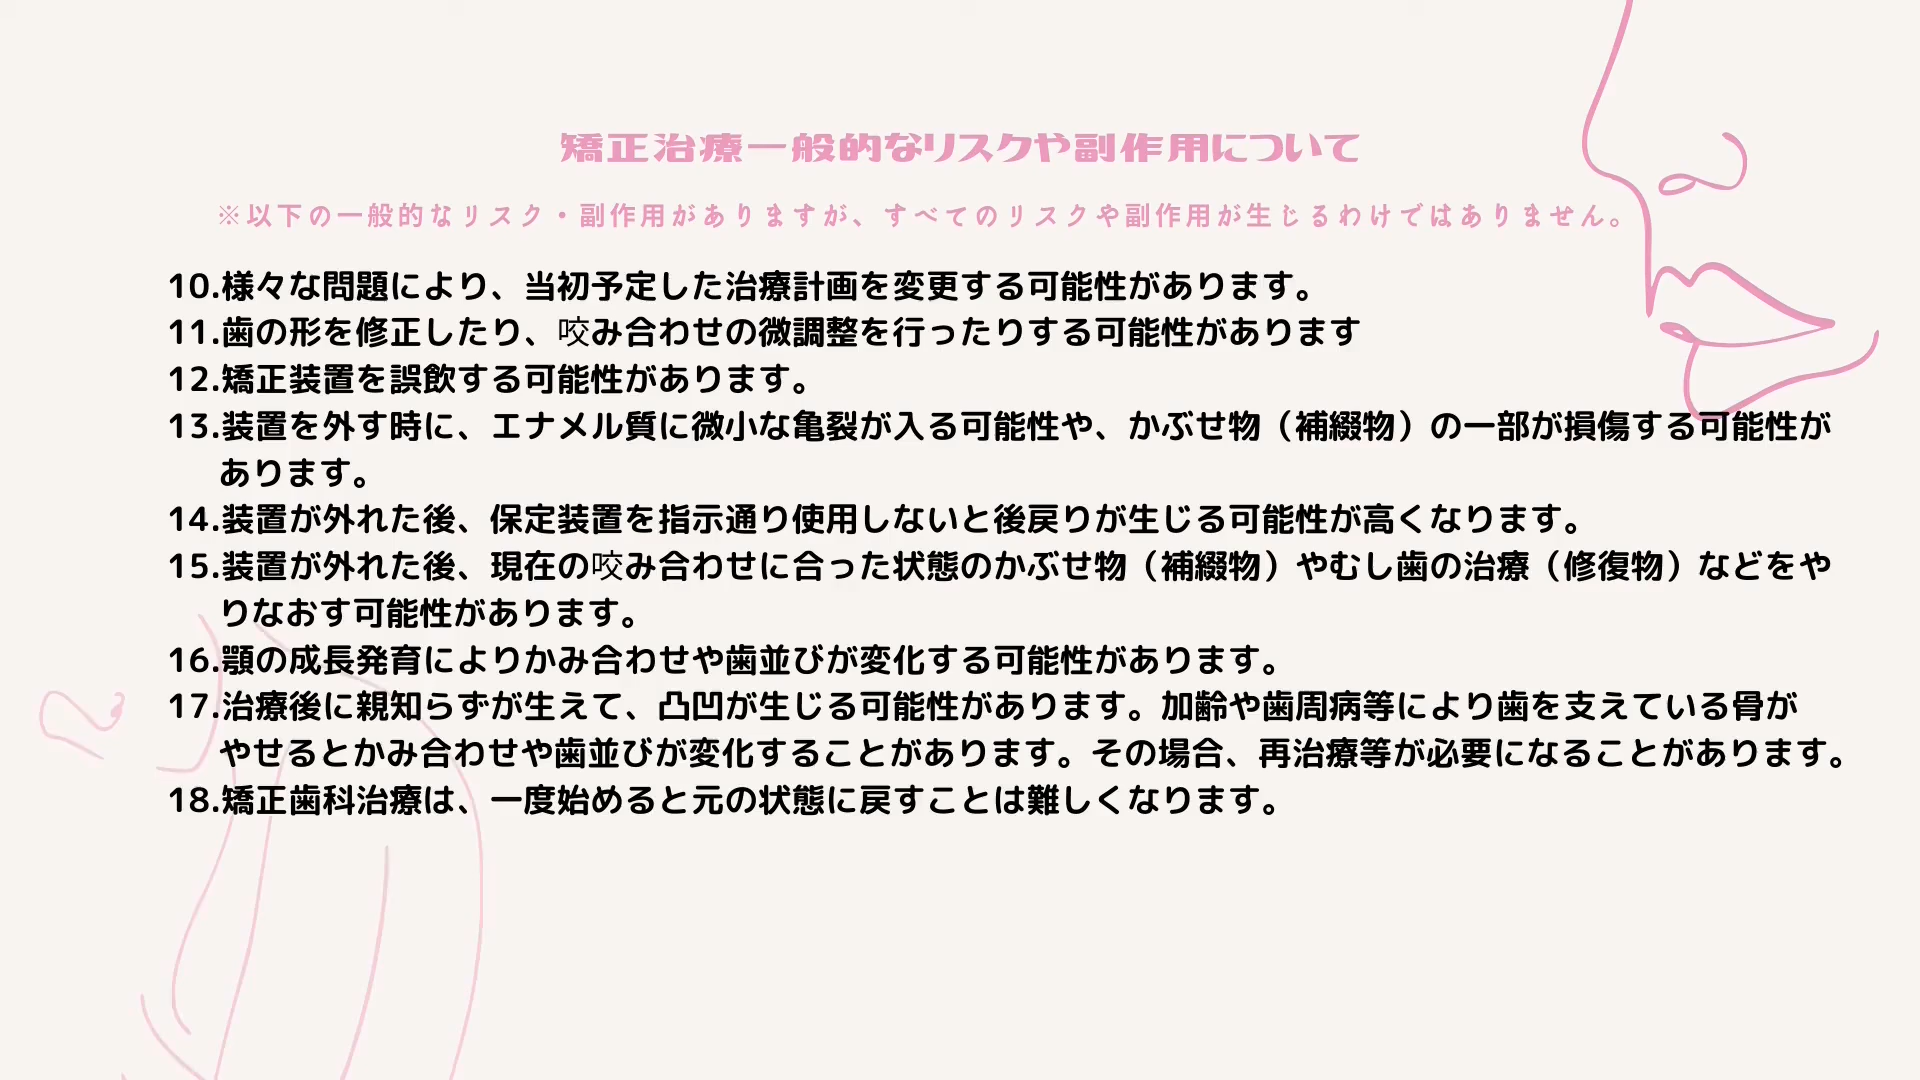 矯正治療一般的なリスクや副作用について
※以下の一般的なリスク・副作用がありますが、すべてのリスクや副作用が生じるわけではありません。
10.様々な問題により、当初予定した治療計画を変更する可能性があります。
11.歯の形を修正したり、咬み合わせの微調整を行ったりする可能性があります
12.矯正装置を誤飲する可能性があります。
13.装置を外す時に、エナメル質に微小な亀裂が入る可能性や、かぶせ物（補綴物）の一部が損傷する可能性が
あります。
14.装置が外れた後、保定装置を指示通り使用しないと後戻りが生じる可能性が高くなります。
15.装置が外れた後、現在の咬み合わせに合った状態のかぶせ物（補綴物）やむし歯の治療（修復物）などをや
りなおす可能性があります。
16.顎の成長発育によりかみ合わせや歯並びが変化する可能性があります。
17.治療後に親知らずが生えて、凸凹が生じる可能性があります。加齢や歯周病等により歯を支えている骨が
やせるとかみ合わせや歯並びが変化することがあります。その場合、再治療等が必要になることがあります。
18.矯正歯科治療は、一度始めると元の状態に戻すことは難しくなります。